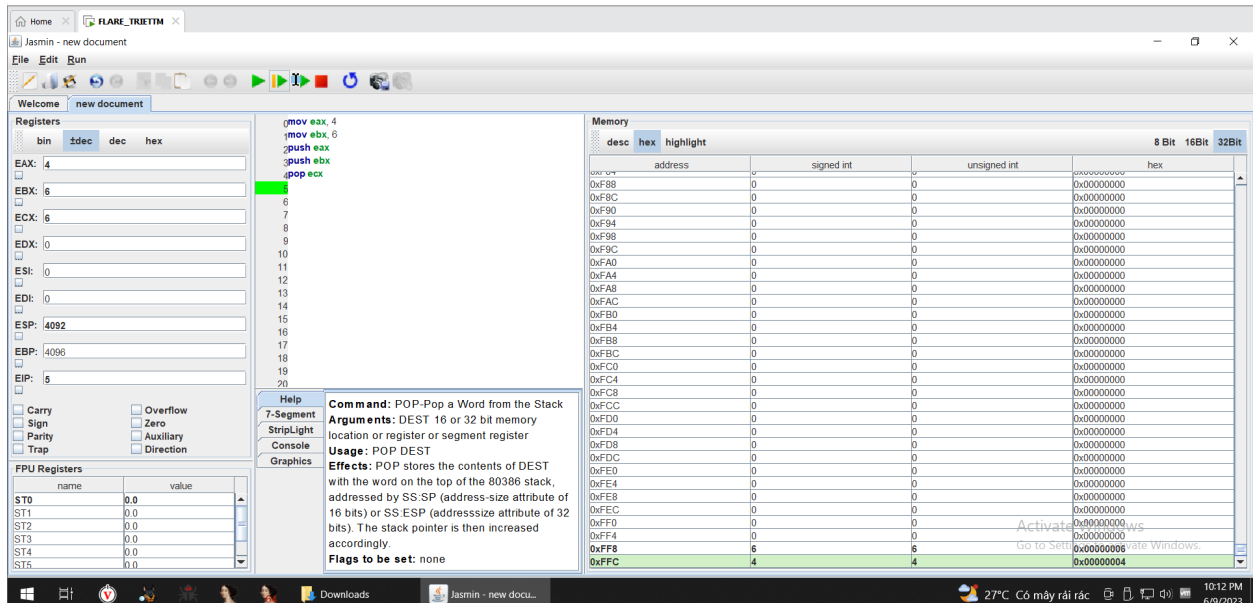 Home × FLARE_TRIETTM ×
Jasmin - new document
File Edit Run
Welcome new document
Registers
bin ±dec dec hex
EAX: 4
EBX: 6
ECX: 6
EDX: 0
ESI: 0
EDI: 0
ESP: 4092
EBP: 4096
EIP: 5
Carry Overflow
Sign Zero
Parity Auxiliary
Trap Direction
FPU Registers
name value
ST0 0.0
ST1 0.0
ST2 0.0
ST3 0.0
ST4 0.0
ST5 0.0
0 mov eax, 4
1 mov ebx, 6
2 push eax
3 push ebx
4 pop ecx
5
6
7
8
9
10
11
12
13
14
15
16
17
18
19
20
Help
7-Segment
StripLight
Console
Graphics
Command: POP-Pop a Word from the Stack
Arguments: DEST 16 or 32 bit memory
location or register or segment register
Usage: POP DEST
Effects: POP stores the contents of DEST
with the word on the top of the 80386 stack,
addressed by SS:SP (address-size attribute of
16 bits) or SS:ESP (addresssize attribute of 32
bits). The stack pointer is then increased
accordingly.
Flags to be set: none
Memory
desc hex highlight 8 Bit 16Bit 32Bit
address signed int unsigned int hex
0xF88 0 0 0x00000000
0xF8C 0 0 0x00000000
0xF90 0 0 0x00000000
0xF94 0 0 0x00000000
0xF98 0 0 0x00000000
0xF9C 0 0 0x00000000
0xFA0 0 0 0x00000000
0xFA4 0 0 0x00000000
0xFA8 0 0 0x00000000
0xFAC 0 0 0x00000000
0xFB0 0 0 0x00000000
0xFB4 0 0 0x00000000
0xFB8 0 0 0x00000000
0xFBC 0 0 0x00000000
0xFC0 0 0 0x00000000
0xFC4 0 0 0x00000000
0xFC8 0 0 0x00000000
0xFCC 0 0 0x00000000
0xFD0 0 0 0x00000000
0xFD4 0 0 0x00000000
0xFD8 0 0 0x00000000
0xFDC 0 0 0x00000000
0xFE0 0 0 0x00000000
0xFE4 0 0 0x00000000
0xFE8 0 0 0x00000000
0xFEC 0 0 0x00000000
0xFF0 0 0 0x00000000
0xFF4 0 0 0x00000000
0xFF8 6 6 0x00000006
0xFFC 4 4 0x00000004
Activate Windows
Go to Settings to activate Windows.
Downloads
Jasmin - new docu...
27°C Có mây rải rác
10:12 PM
6/9/2023